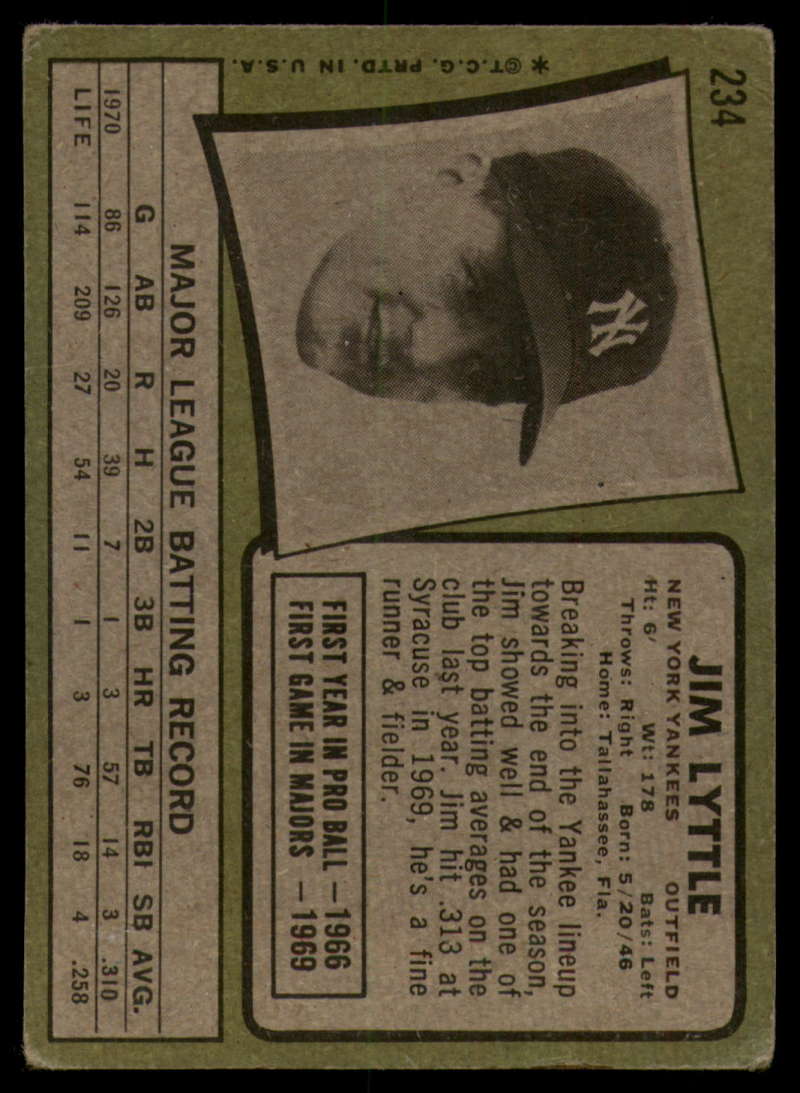 234
* ©T.C.G. PRTD. IN U.S.A.
NY
JIM LYTTLE
NEW YORK YANKEES OUTFIELD
Ht: 6' Wt: 178 Bats: Left
Throws: Right Born: 5/20/46
Home: Tallahassee, Fla.
Breaking into the Yankee lineup
towards the end of the season,
Jim showed well & had one of
the top batting averages on the
club last year. Jim hit .313 at
Syracuse in 1969, he's a fine
runner & fielder.
FIRST YEAR IN PRO BALL — 1966
FIRST GAME IN MAJORS — 1969
MAJOR LEAGUE BATTING RECORD
G AB R H 2B 3B HR TB RBI SB AVG.
1970 86 126 20 39 7 1 3 57 14 3 .310
LIFE 114 209 27 54 11 1 3 76 18 4 .258